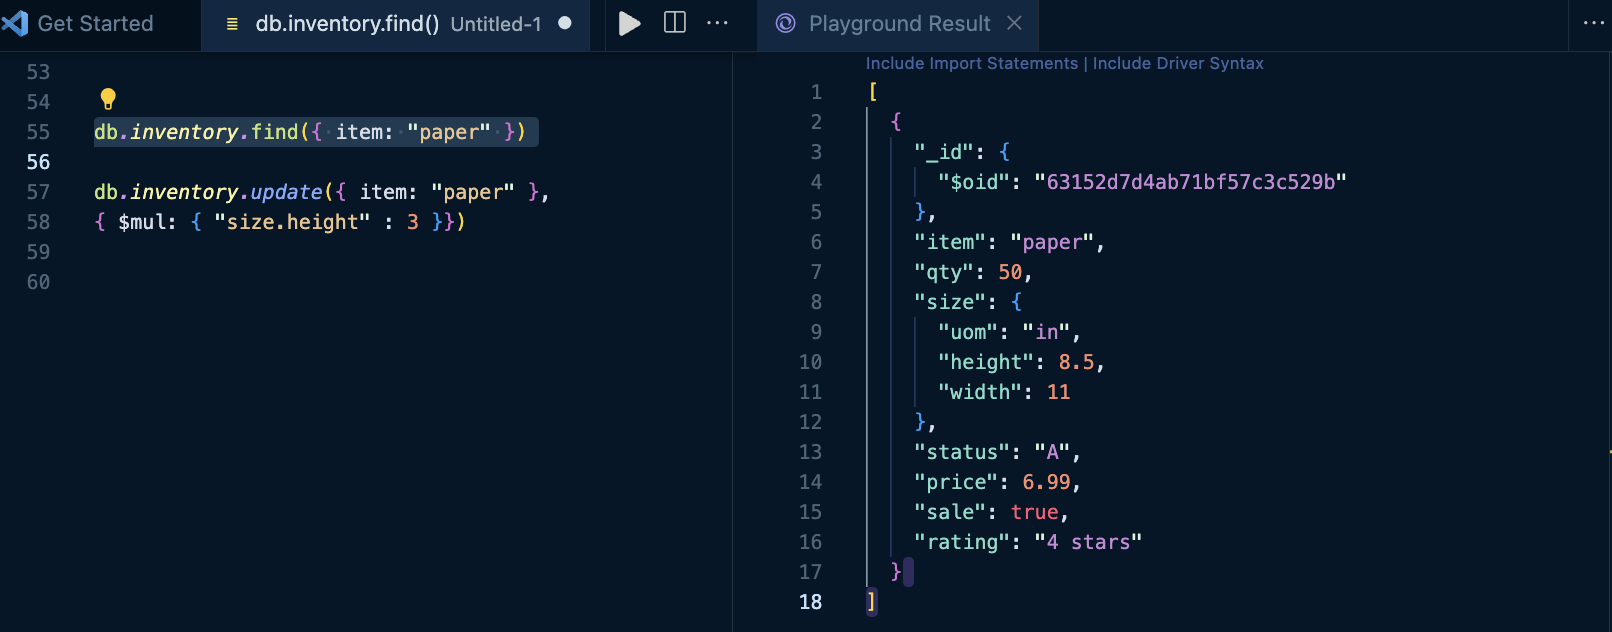 Get Started
db.inventory.find() Untitled-1
Playground Result
53
54
55 db.inventory.find({ item: "paper" })
56
57 db.inventory.update({ item: "paper" },
58 { $mul: { "size.height" : 3 }})
59
60
Include Import Statements | Include Driver Syntax
1 [
2 {
3 "_id": {
4 "$oid": "63152d7d4ab71bf57c3c529b"
5 },
6 "item": "paper",
7 "qty": 50,
8 "size": {
9 "uom": "in",
10 "height": 8.5,
11 "width": 11
12 },
13 "status": "A",
14 "price": 6.99,
15 "sale": true,
16 "rating": "4 stars"
17 }
18 ]